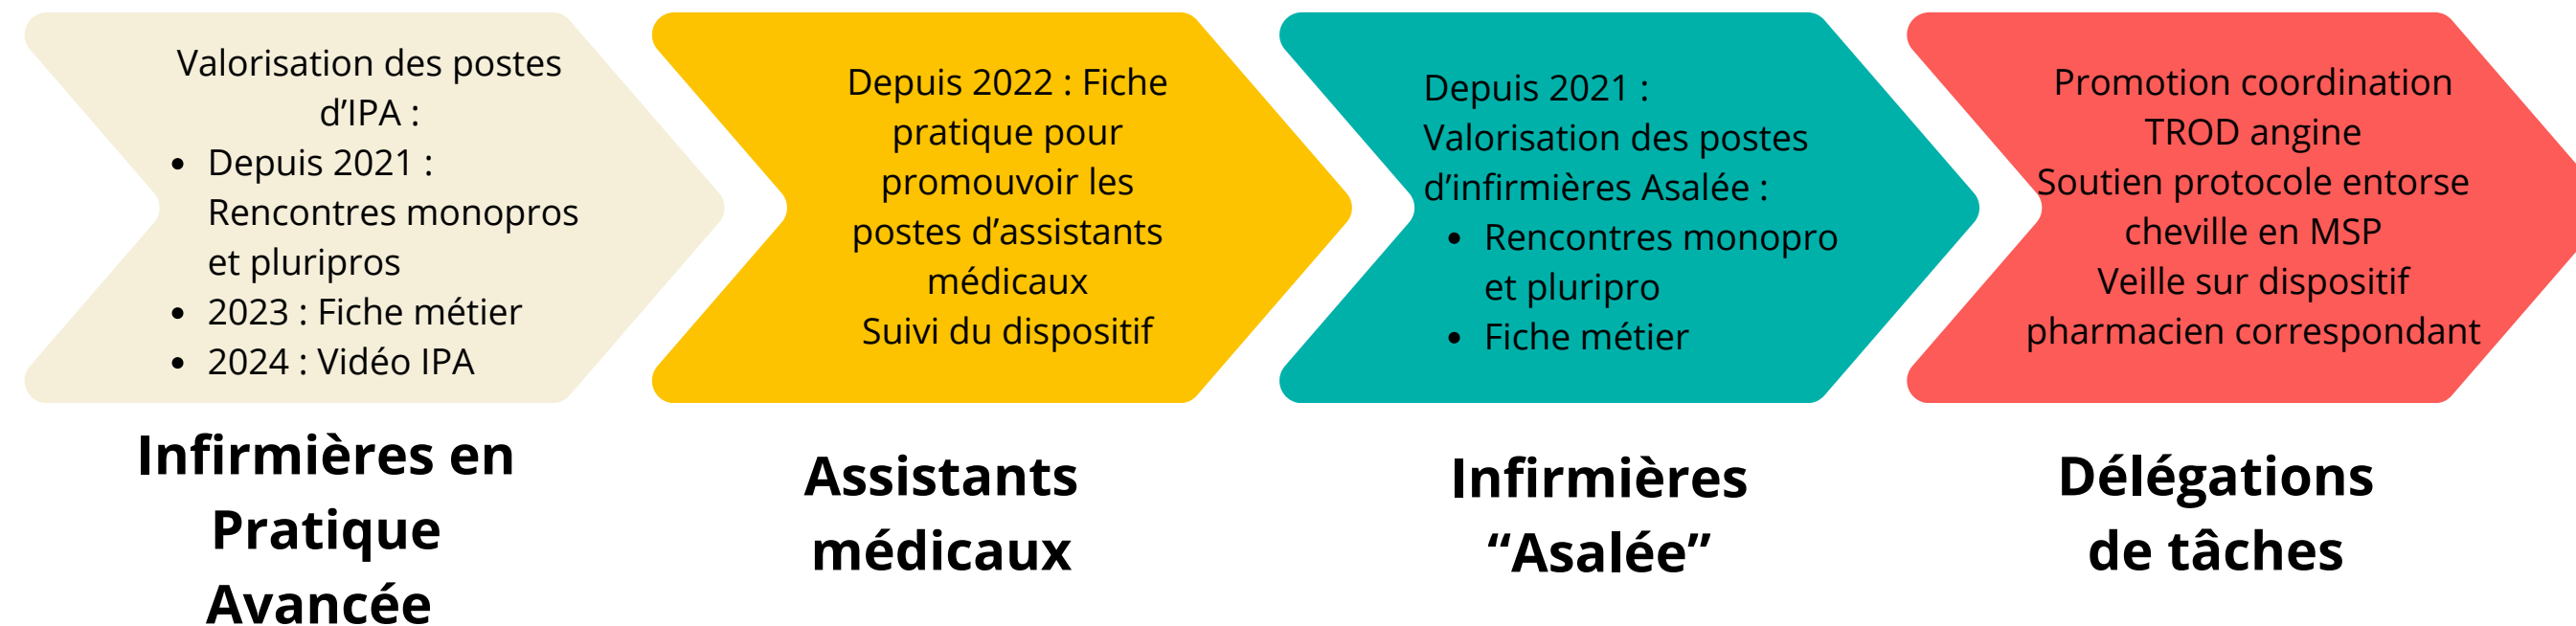 Valorisation des postes
d’IPA :
• Depuis 2021 :
Rencontres monopros
et pluripros
• 2023 : Fiche métier
• 2024 : Vidéo IPA
Infirmières en
Pratique
Avancée
Depuis 2022 : Fiche
pratique pour
promouvoir les
postes d’assistants
médicaux
Suivi du dispositif
Assistants
médicaux
Depuis 2021 :
Valorisation des postes
d’infirmières Asalée :
• Rencontres monopro
et pluripro
• Fiche métier
Infirmières
“Asalée”
Promotion coordination
TROD angine
Soutien protocole entorse
cheville en MSP
Veille sur dispositif
pharmacien correspondant
Délégations
de tâches